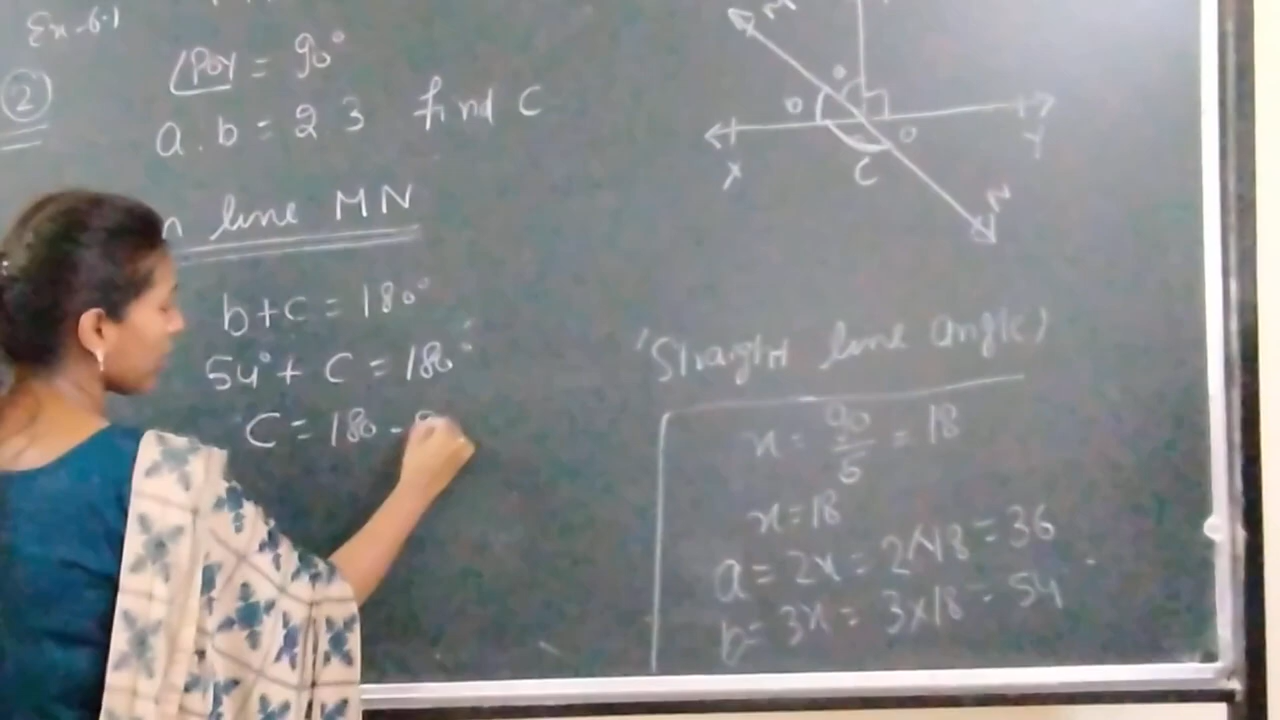 Ex-6.1
2
∠POY = 90°
a.b = 2 3 find C
n line MN
b+c = 180°
54°+ C = 180°
C = 180 -
M
X
Y
C
N
'Straight line angle)
x = 90/5 = 18
x=18
a = 2x = 2×18 = 36
b = 3x = 3×18 = 54